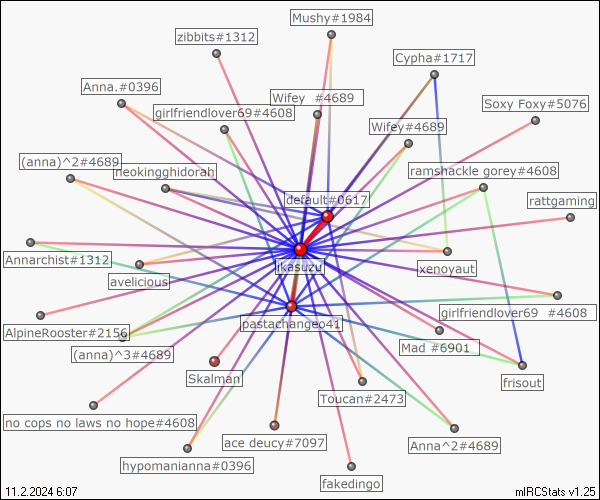 Mushy#1984
zibbits#1312
Cypha#1717
Anna.#0396
Wifey #4689
Soxy Foxy#5076
girlfriendlover69#4608
Wifey#4689
(anna)^2#4689
neokingghidorah
ramshackle gorey#4608
default#0617
rattgaming
Annarchist#1312
jkasuzu
xenoyaut
avelicious
girlfriendlover69 #4608
pastachangeo41
AlpineRooster#2156
Mad #6901
(anna)^3#4689
Skalman
frisout
Toucan#2473
no cops no laws no hope#4608
ace deucy#7097
Anna^2#4689
hypomanianna#0396
fakedingo
11.2.2024 6:07
mIRCStats v1.25